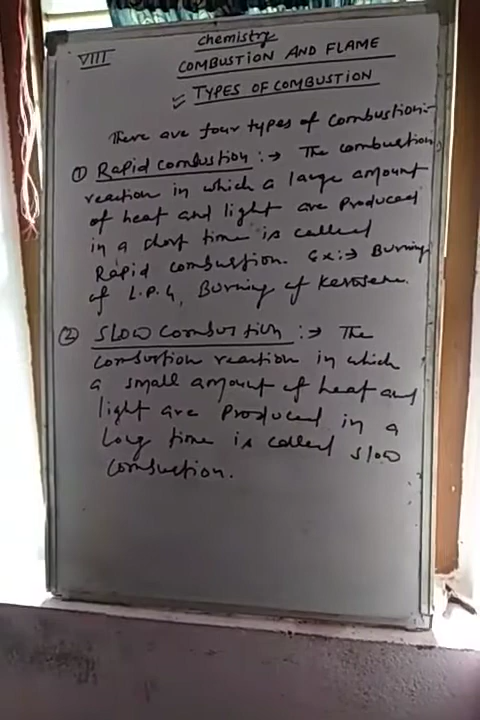 Chemistry
VIII
COMBUSTION AND FLAME
✓ TYPES OF COMBUSTION
There are four types of combustion:-
① Rapid combustion :→ The combustion
reaction in which a large amount
of heat and light are produced
in a short time is called
Rapid combustion. Ex:→ Burning
of L.P.G, Burning of Kerosene.
② SLOW Combustion :→ The
combustion reaction in which
a small amount of heat and
light are produced in a
long time is called slow
combustion.